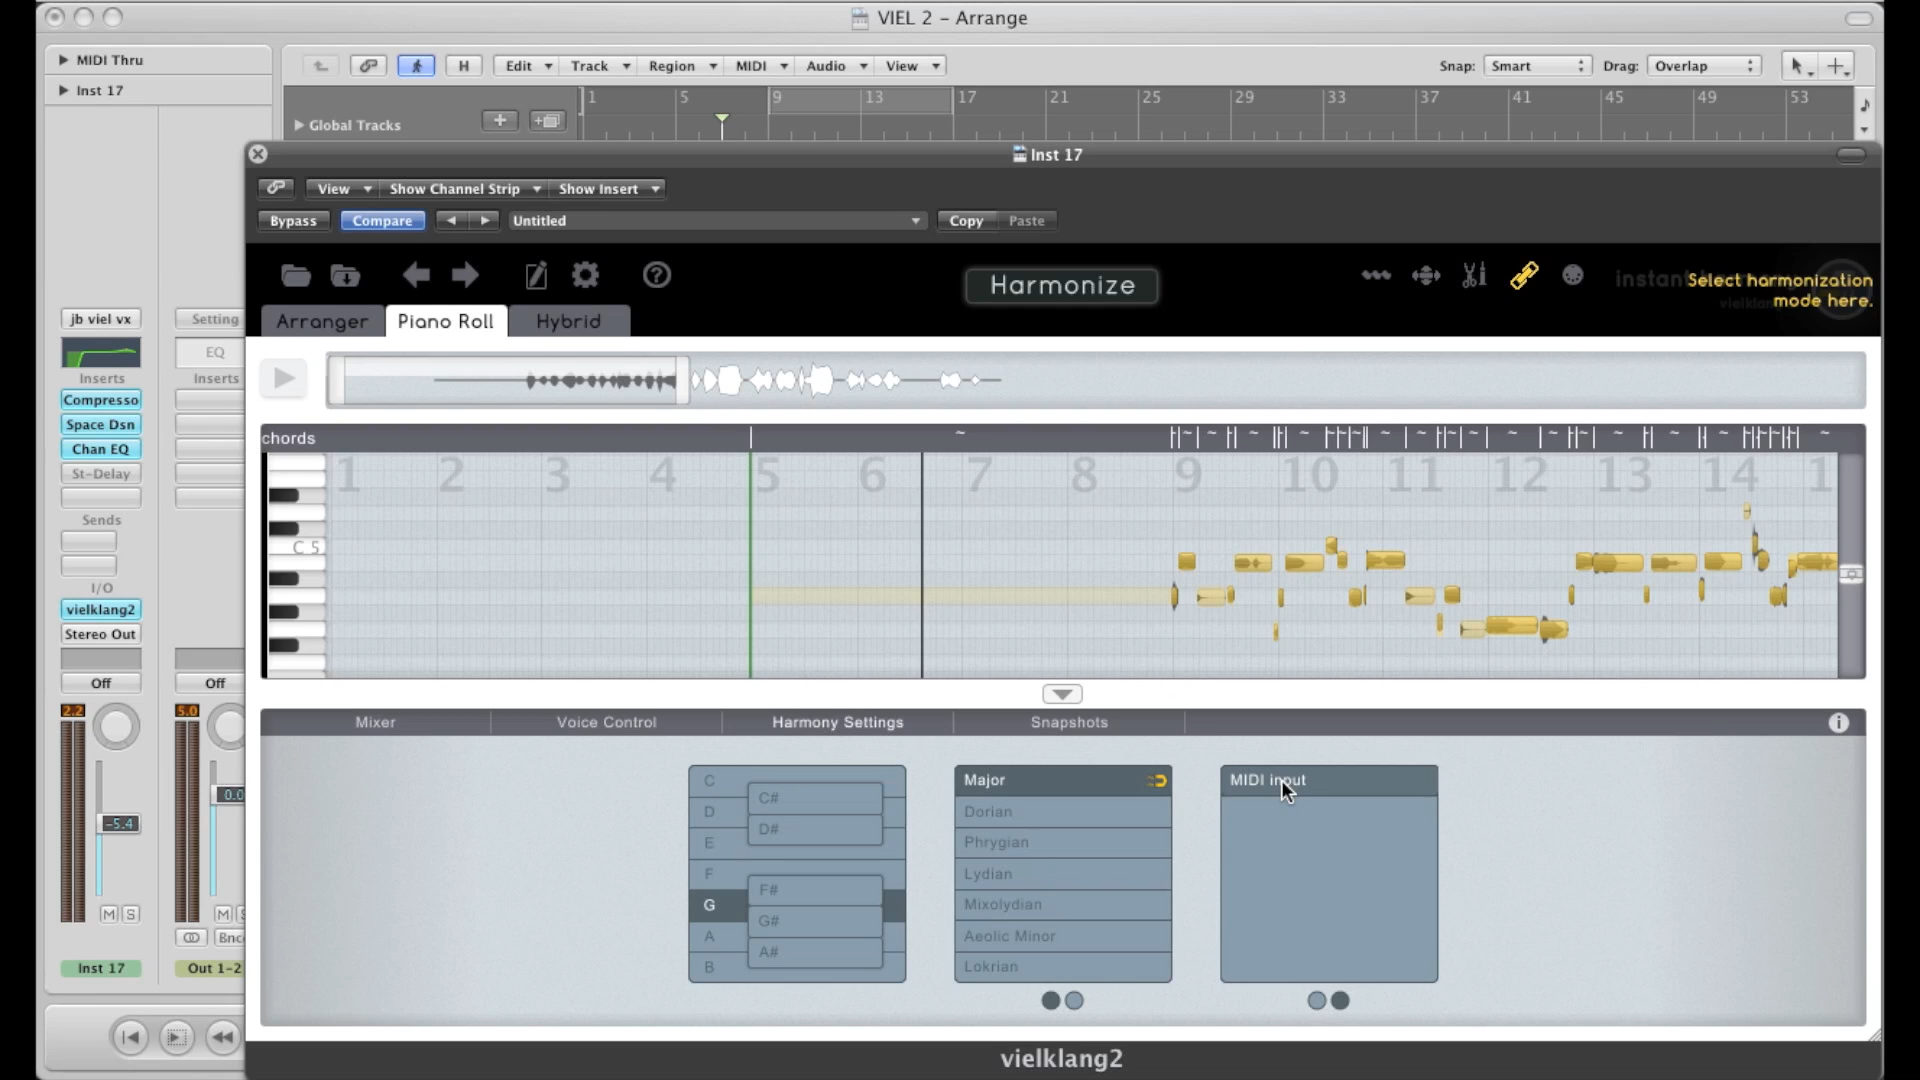 VIEL 2 - Arrange
MIDI Thru
Inst 17
H
Edit Track Region MIDI Audio View
Snap: Smart Drag: Overlap
1 5 9 13 17 21 25 29 33 37 41 45 49 53
Global Tracks
Inst 17
View Show Channel Strip Show Insert
Bypass Compare Untitled Copy Paste
Harmonize
Select harmonization
mode here.
Arranger Piano Roll Hybrid
jb viel vx Setting
EQ
Inserts Inserts
Compresso
Space Dsn
Chan EQ
St-Delay
Sends
I/O
vielklang2
Stereo Out
Off Off
2.2 5.0
-5.4 0.0
M S M S
Bnc
Inst 17 Out 1-2
chords
1 2 3 4 5 6 7 8 9 10 11 12 13 14 1
C 5
Mixer Voice Control Harmony Settings Snapshots i
C
C#
D
D#
E
F
F#
G
G#
A
A#
B
Major
Dorian
Phrygian
Lydian
Mixolydian
Aeolic Minor
Lokrian
MIDI input
vielklang2